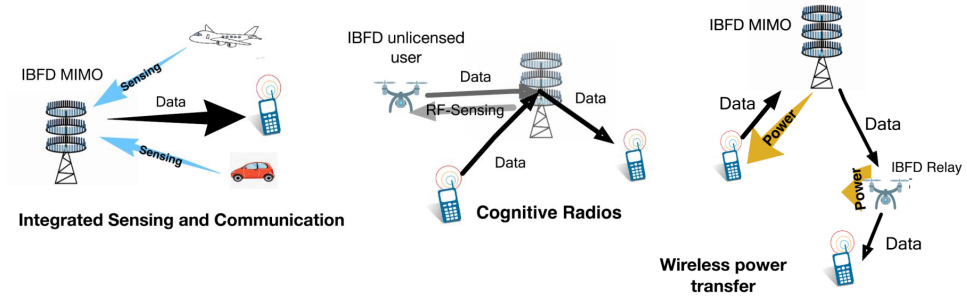 IBFD MIMO
Sensing
Data
Sensing
Integrated Sensing and Communication
IBFD unlicensed
user
Data
RF-Sensing
Data
Data
Cognitive Radios
IBFD MIMO
Data
Power
Data
IBFD Relay
Power
Data
Wireless power
transfer